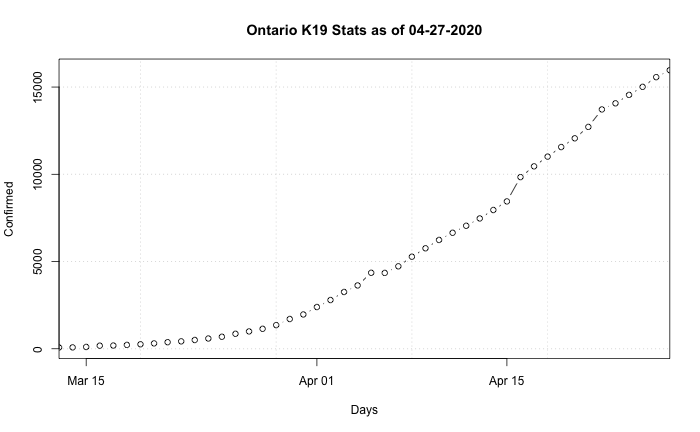 Ontario K19 Stats as of 04-27-2020
Confirmed
15000
10000
5000
0
Mar 15
Apr 01
Apr 15
Days